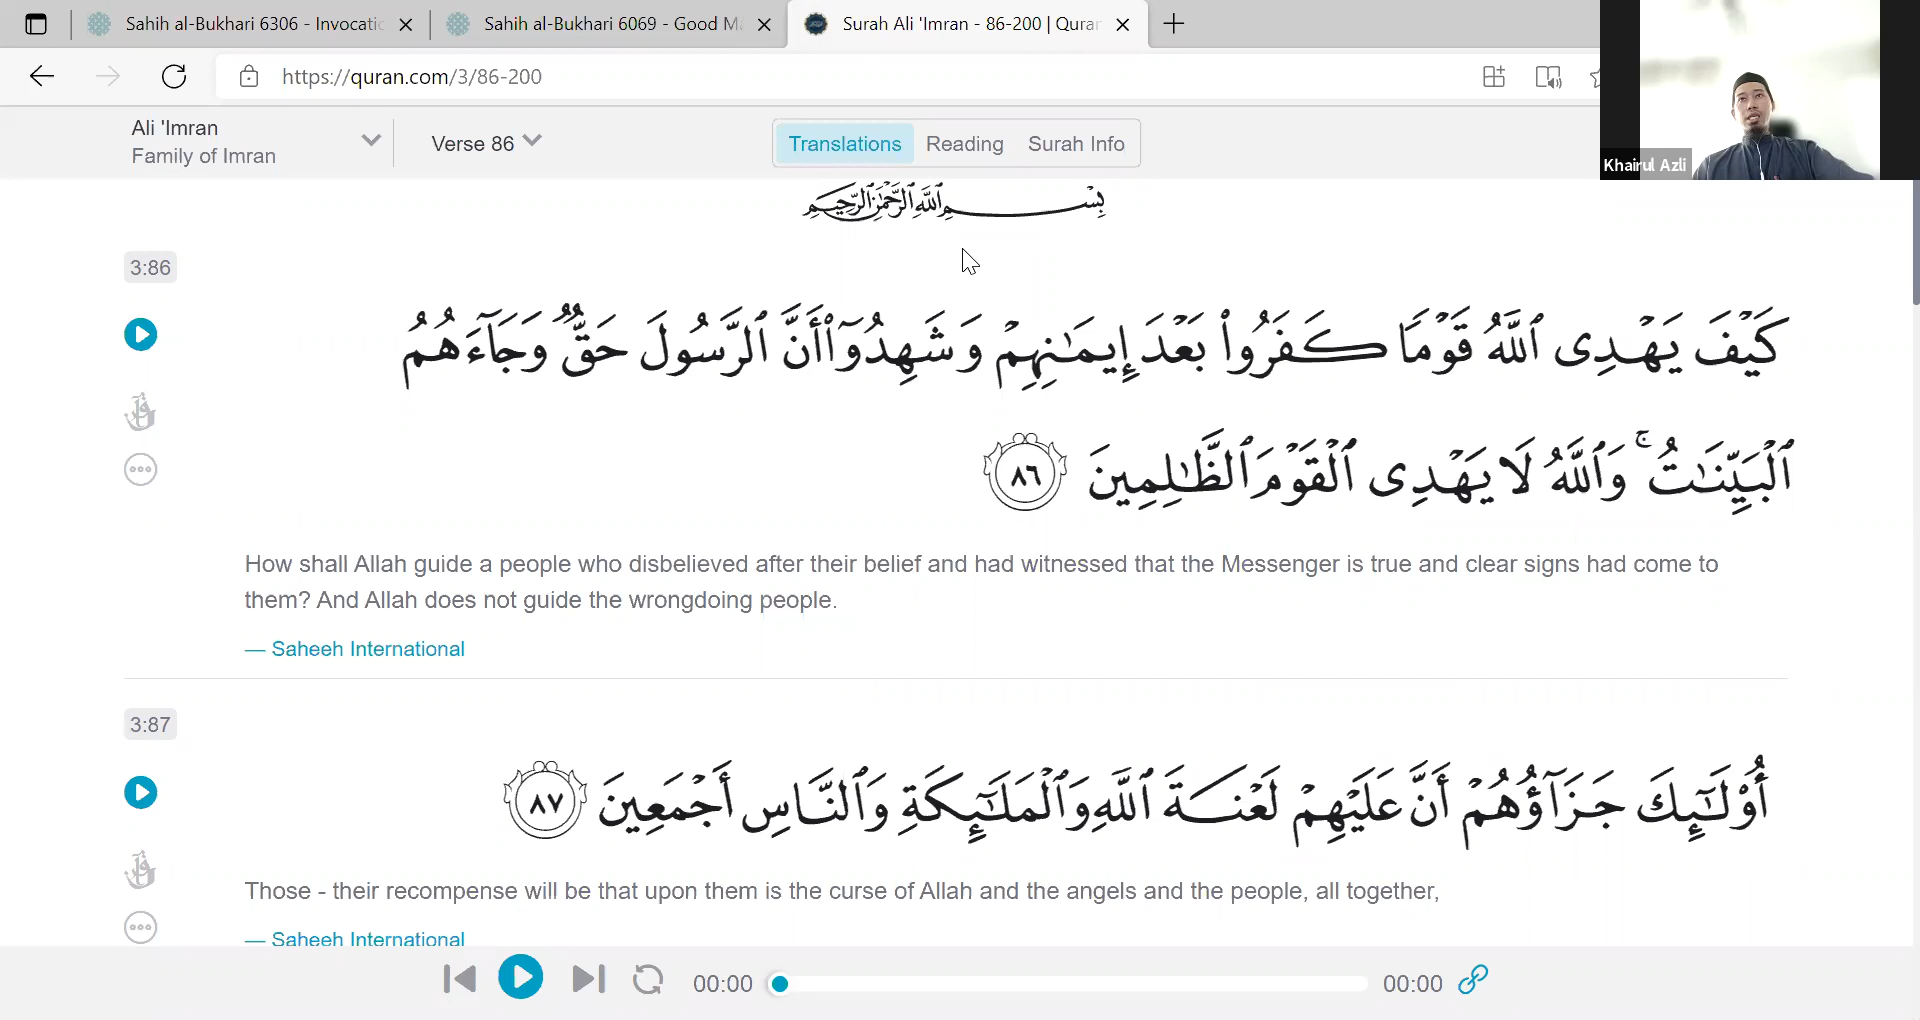 Sahih al-Bukhari 6306 - Invocatic
Sahih al-Bukhari 6069 - Good Ma
Surah Ali 'Imran - 86-200 | Quran
https://quran.com/3/86-200
Khairul Azli
Ali 'Imran
Family of Imran
Verse 86
Translations Reading Surah Info
بِسْمِ ٱللَّهِ ٱلرَّحْمَـٰنِ ٱلرَّحِيمِ
3:86
كَيْفَ يَهْدِى ٱللَّهُ قَوْمًا كَفَرُوا۟ بَعْدَ إِيمَـٰنِهِمْ وَشَهِدُوٓا۟ أَنَّ ٱلرَّسُولَ حَقٌّ وَجَآءَهُمُ
ٱلْبَيِّنَـٰتُ ۚ وَٱللَّهُ لَا يَهْدِى ٱلْقَوْمَ ٱلظَّـٰلِمِينَ ٨٦
How shall Allah guide a people who disbelieved after their belief and had witnessed that the Messenger is true and clear signs had come to
them? And Allah does not guide the wrongdoing people.
— Saheeh International
3:87
أُو۟لَـٰٓئِكَ جَزَآؤُهُمْ أَنَّ عَلَيْهِمْ لَعْنَةَ ٱللَّهِ وَٱلْمَلَـٰٓئِكَةِ وَٱلنَّاسِ أَجْمَعِينَ ٨٧
Those - their recompense will be that upon them is the curse of Allah and the angels and the people, all together,
— Saheeh International
00:00
00:00